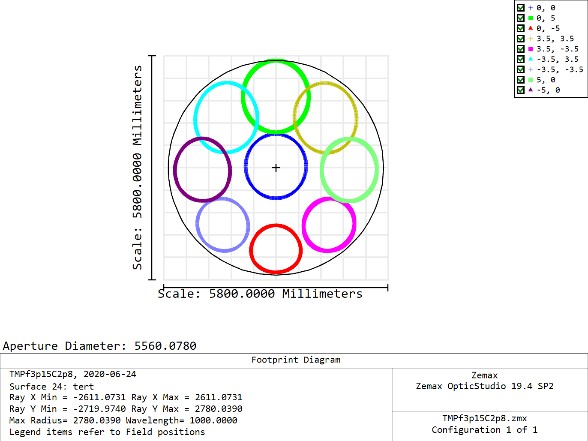 0, 0
0, 5
0, -5
3.5, 3.5
3.5, -3.5
-3.5, 3.5
-3.5, -3.5
5, 0
-5, 0
Scale: 5800.0000 Millimeters
Scale: 5800.0000 Millimeters
Aperture Diameter: 5560.0780
Footprint Diagram
TMPf3p15C2p8, 2020-06-24
Surface 24: tert
Ray X Min = -2611.0731 Ray X Max = 2611.0731
Ray Y Min = -2719.9740 Ray Y Max = 2780.0390
Max Radius= 2780.0390 Wavelength= 1000.0000
Legend items refer to Field positions
Zemax
Zemax OpticStudio 19.4 SP2
TMPf3p15C2p8.zmx
Configuration 1 of 1